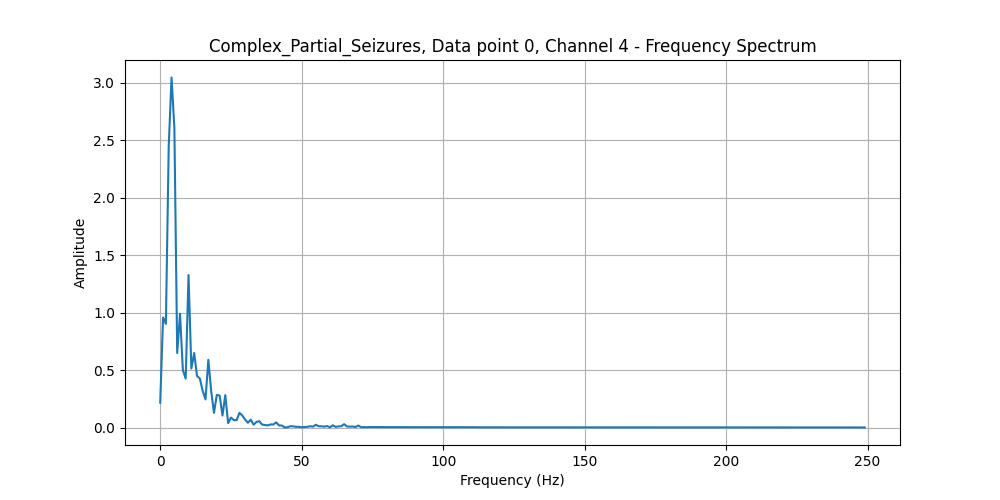 Complex_Partial_Seizures, Data point 0, Channel 4 - Frequency Spectrum
3.0
2.5
2.0
1.5
1.0
0.5
0.0
Amplitude
0 50 100 150 200 250
Frequency (Hz)